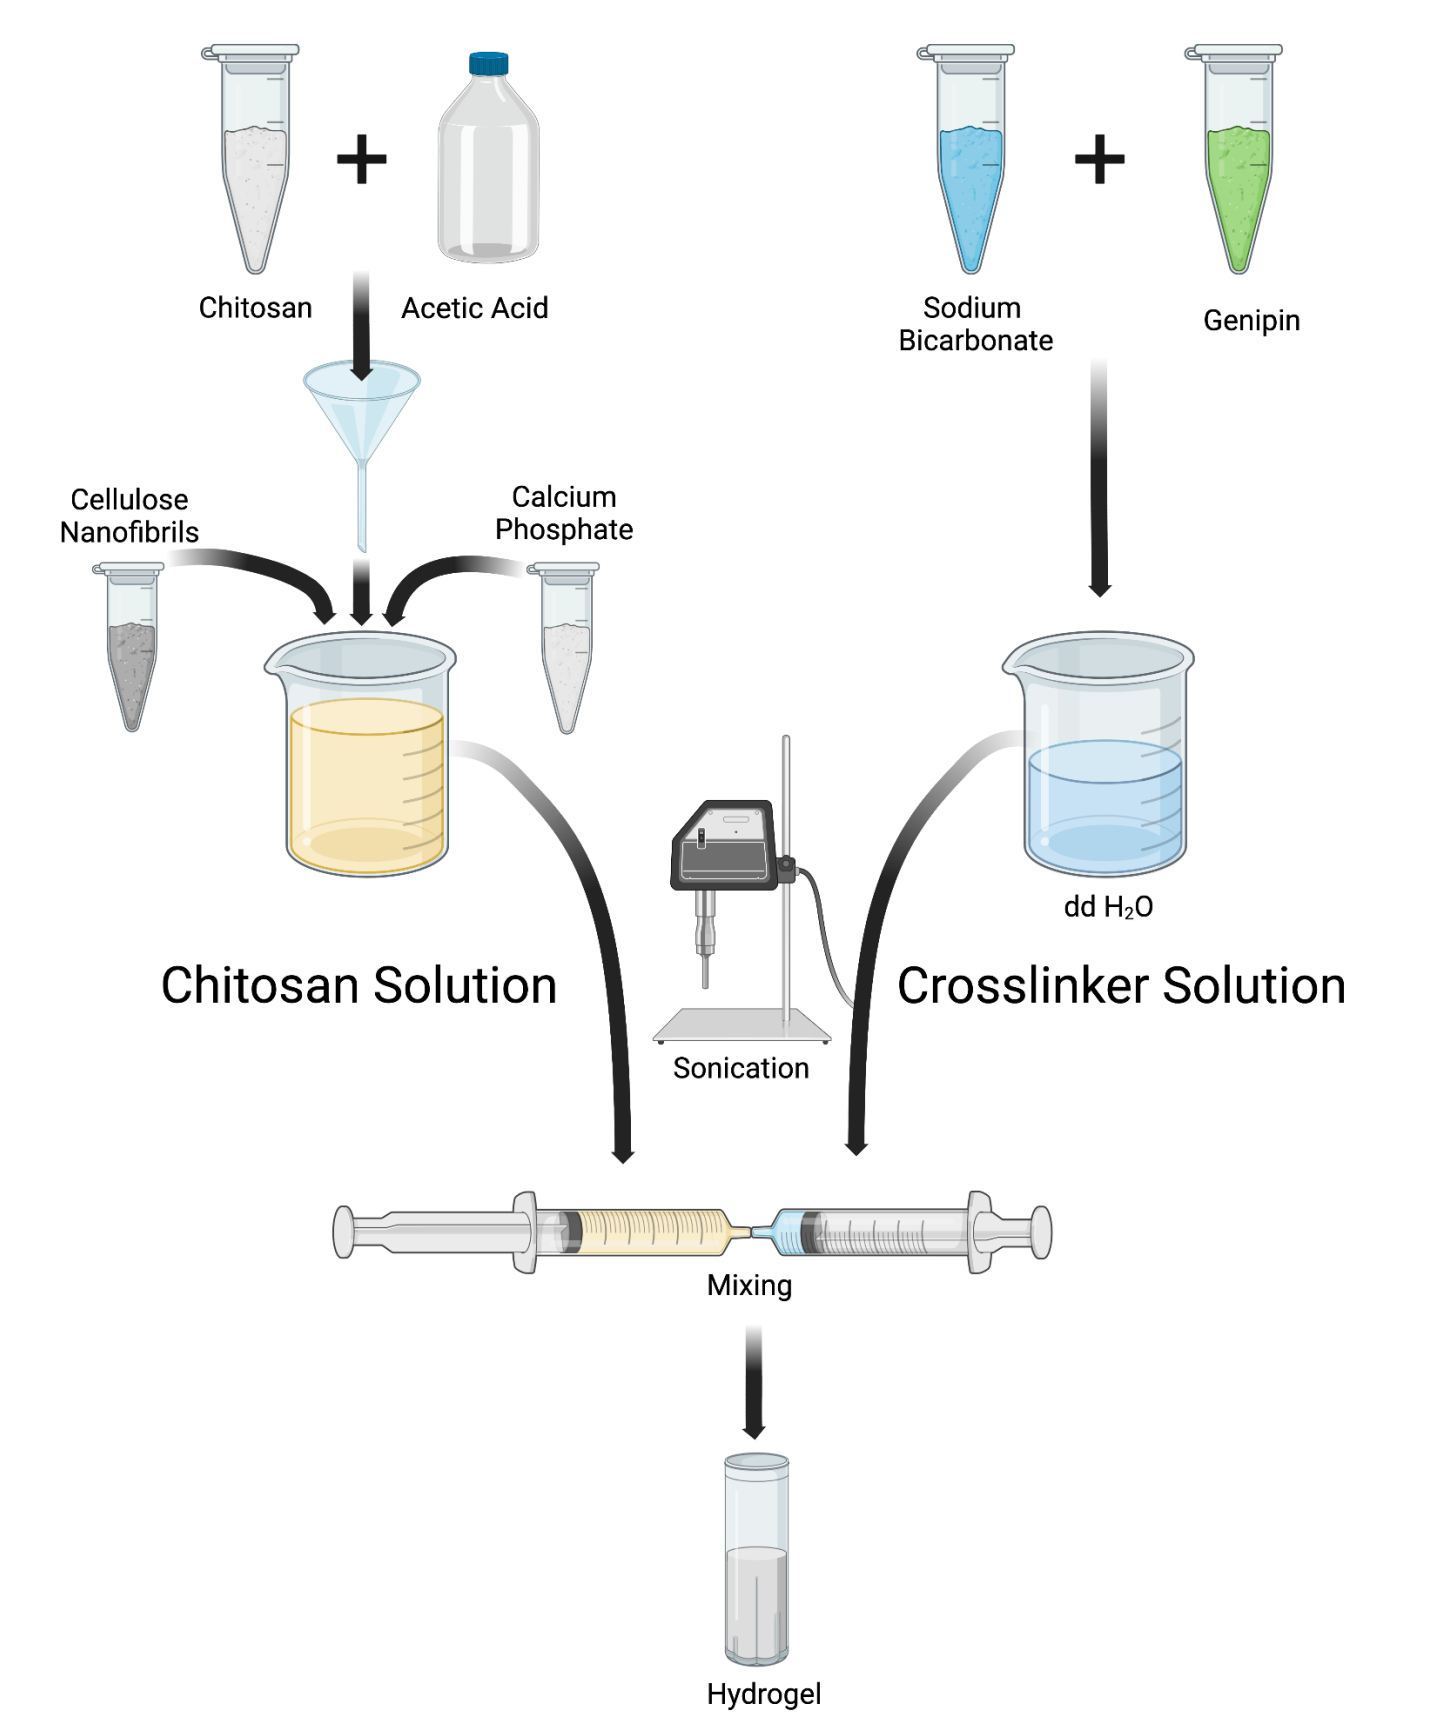 Chitosan
Acetic Acid
Sodium
Bicarbonate
Genipin
Cellulose
Nanofibrils
Calcium
Phosphate
dd H₂O
Chitosan Solution
Crosslinker Solution
Sonication
Mixing
Hydrogel